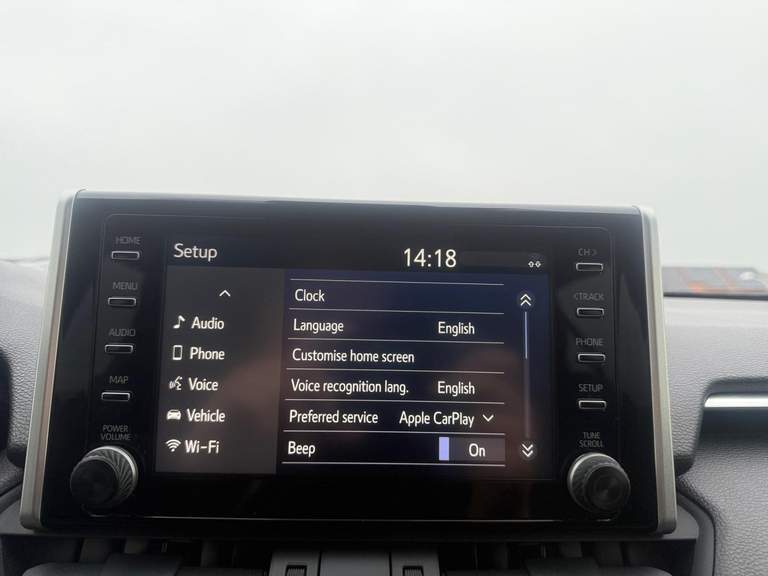 HOME
MENU
AUDIO
MAP
POWER
VOLUME
Setup
14:18
Audio
Phone
Voice
Vehicle
Wi-Fi
Clock
Language English
Customise home screen
Voice recognition lang. English
Preferred service Apple CarPlay
Beep On
CH >
< TRACK
PHONE
SETUP
TUNE
SCROLL